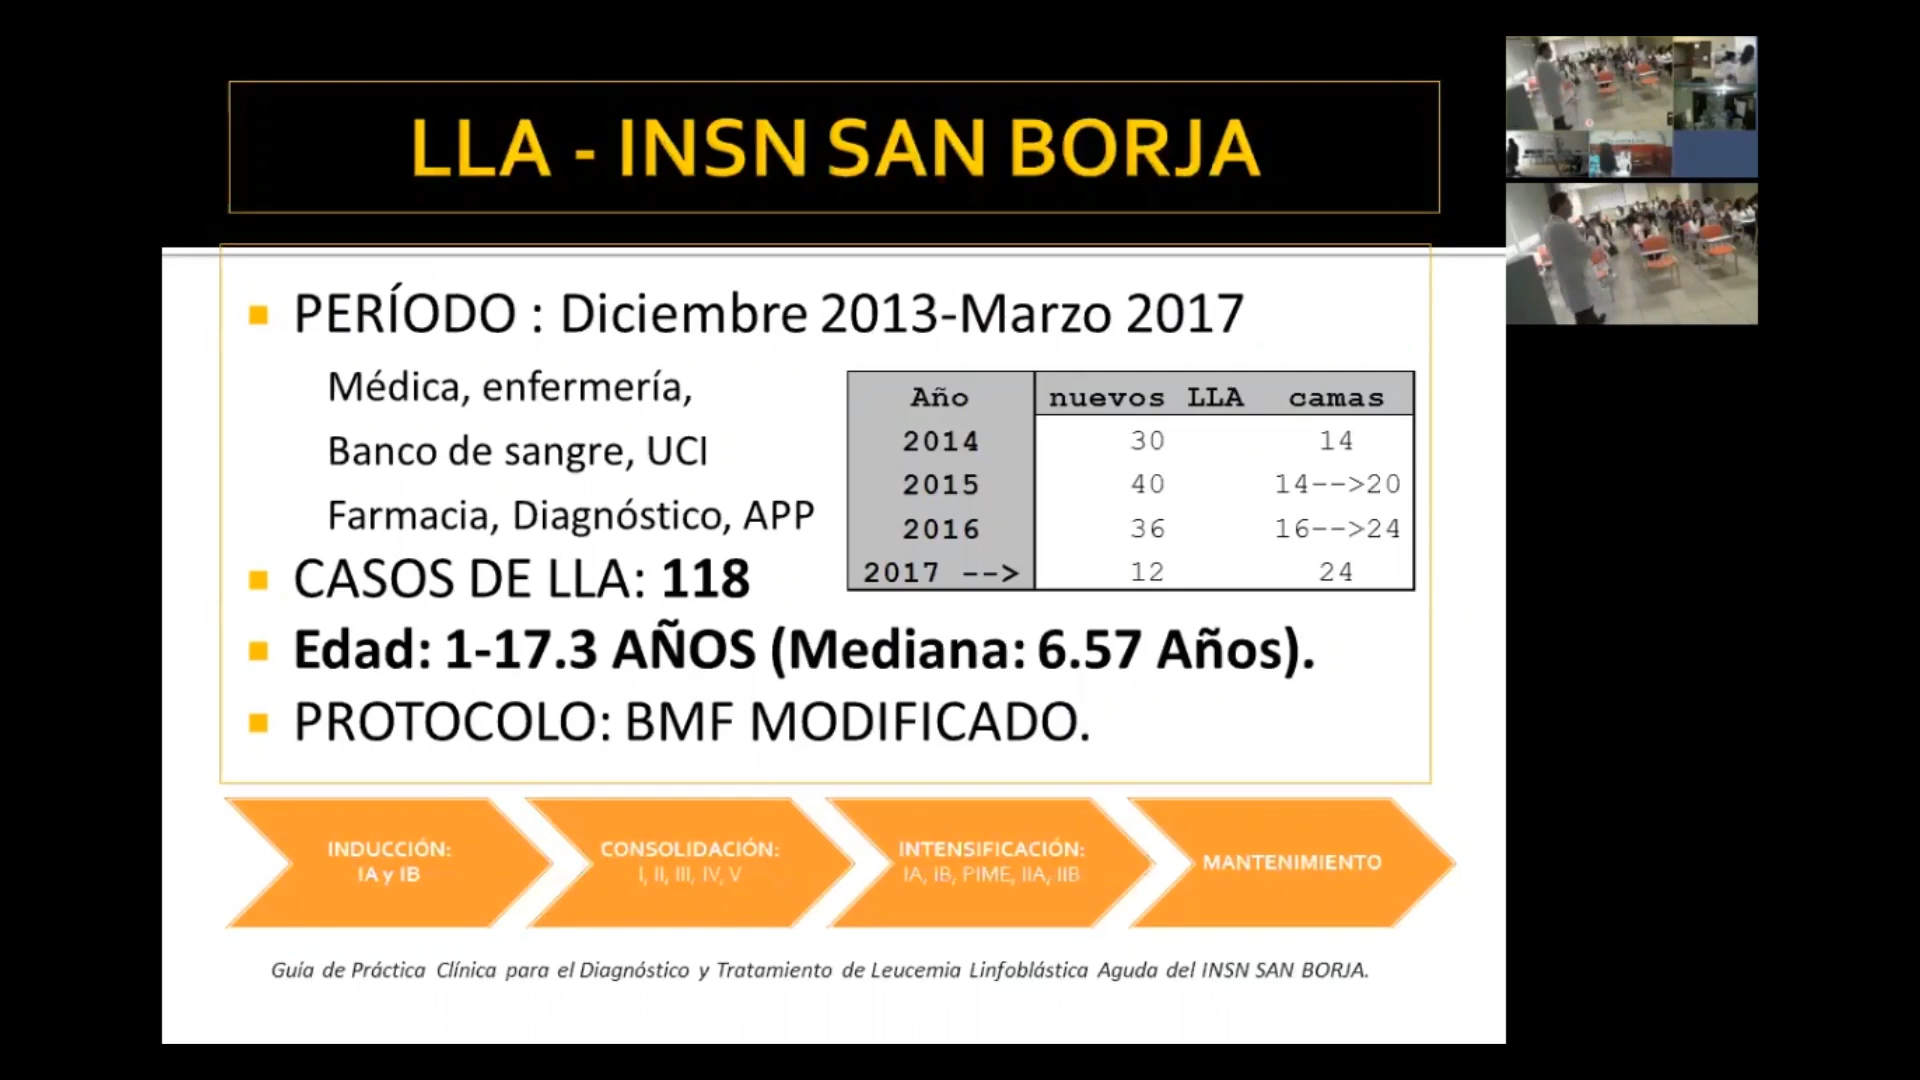 LLA - INSN SAN BORJA
PERÍODO : Diciembre 2013-Marzo 2017
Médica, enfermería,
Banco de sangre, UCI
Farmacia, Diagnóstico, APP
Año nuevos LLA camas
2014 30 14
2015 40 14-->20
2016 36 16-->24
2017 --> 12 24
CASOS DE LLA: 118
Edad: 1-17.3 AÑOS (Mediana: 6.57 Años).
PROTOCOLO: BMF MODIFICADO.
INDUCCIÓN:
IA y IB
CONSOLIDACIÓN:
I, II, III, IV, V
INTENSIFICACIÓN:
IA, IB, PIME, IIA, IIB
MANTENIMIENTO
Guía de Práctica Clínica para el Diagnóstico y Tratamiento de Leucemia Linfoblástica Aguda del INSN SAN BORJA.